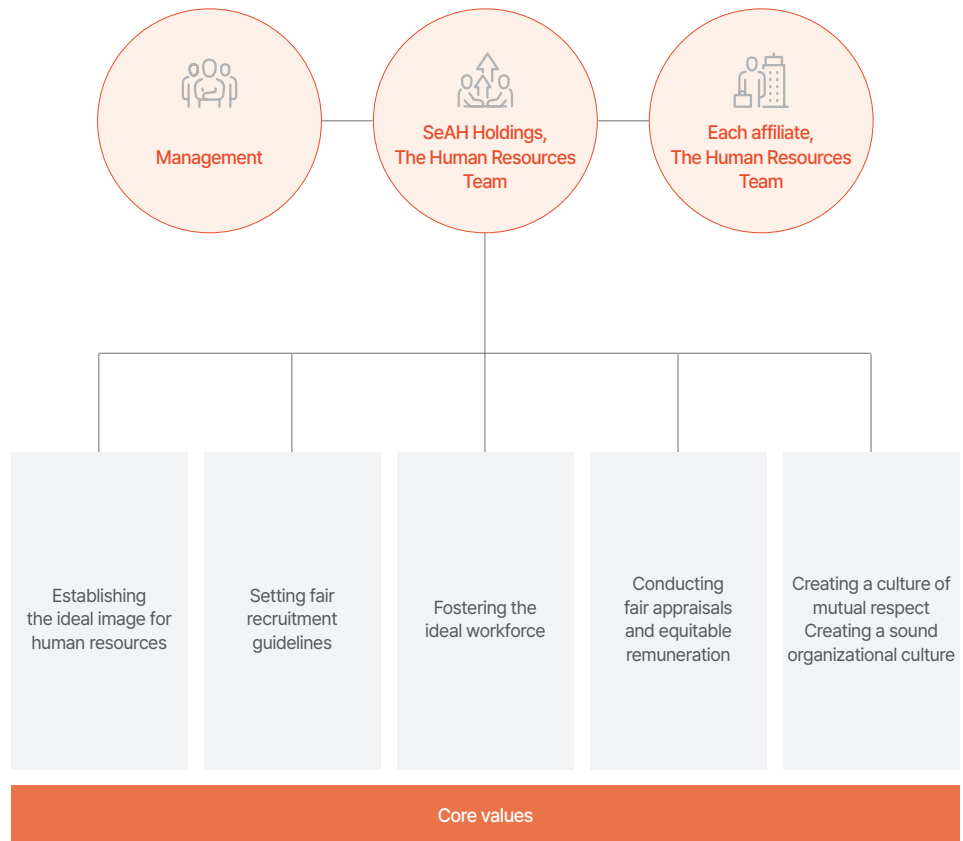 Management
SeAH Holdings,
The Human Resources
Team
Each affiliate,
The Human Resources
Team
Establishing
the ideal image for
human resources
Setting fair
recruitment
guidelines
Fostering the
ideal workforce
Conducting
fair appraisals
and equitable
remuneration
Creating a culture of
mutual respect
Creating a sound
organizational culture
Core values